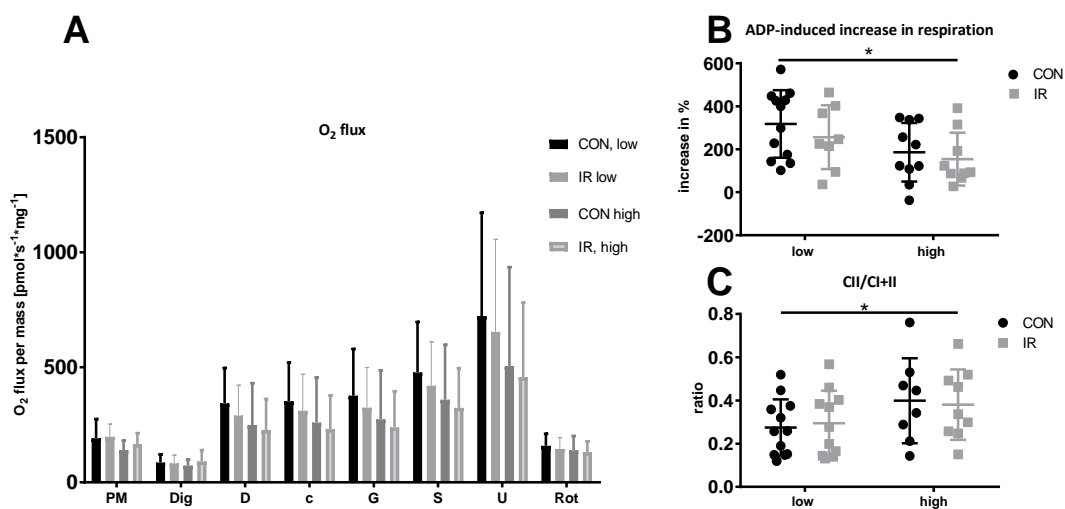 A
O₂ flux
1500
1000
500
0
O₂ flux per mass [pmol*s⁻¹*mg⁻¹]
PM Dig D c G S U Rot
CON, low
IR low
CON high
IR, high
B
ADP-induced increase in respiration
*
600
400
200
0
-200
increase in %
low high
CON
IR
C
CII/CI+II
*
0.8
0.6
0.4
0.2
0.0
ratio
low high
CON
IR